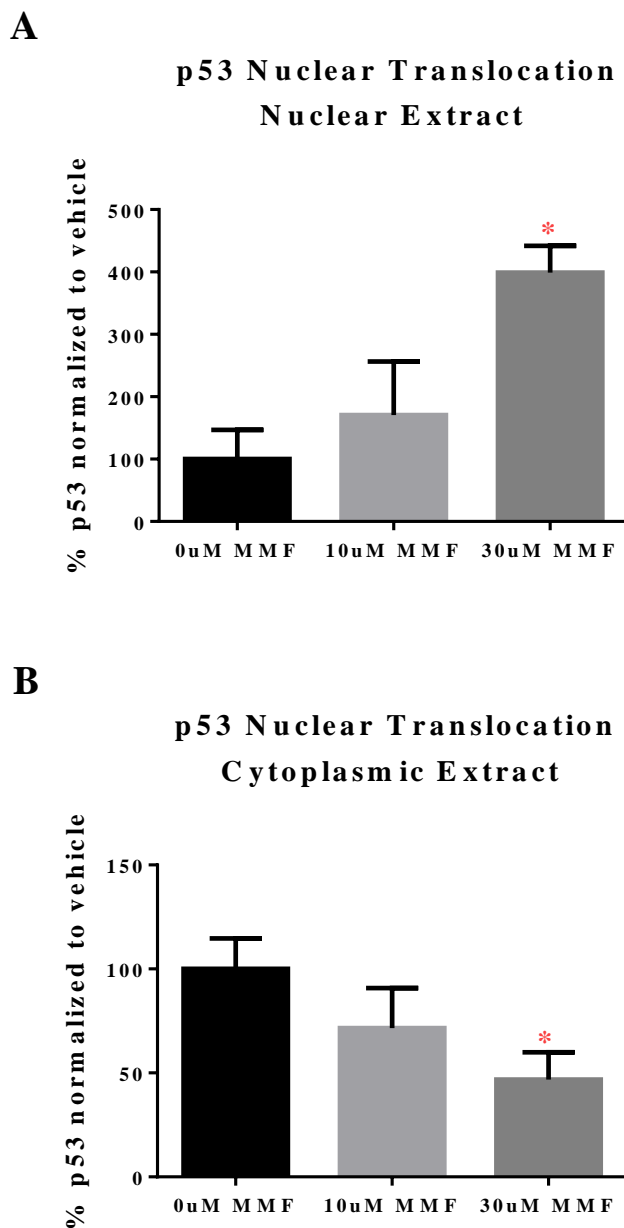 A
p53 Nuclear Translocation
Nuclear Extract
% p53 normalized to vehicle
500
400
300
200
100
0
*
0uM MMF 10uM MMF 30uM MMF
B
p53 Nuclear Translocation
Cytoplasmic Extract
% p53 normalized to vehicle
150
100
50
0
*
0uM MMF 10uM MMF 30uM MMF